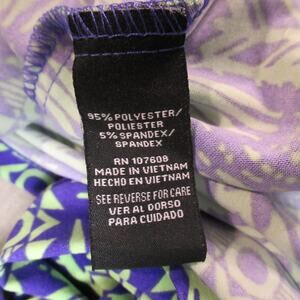 95% POLYESTER/
POLIESTER
5% SPANDEX/
SPANDEX
RN 107608
MADE IN VIETNAM
HECHO EN VIETNAM
SEE REVERSE FOR CARE
VER AL DORSO
PARA CUIDADO